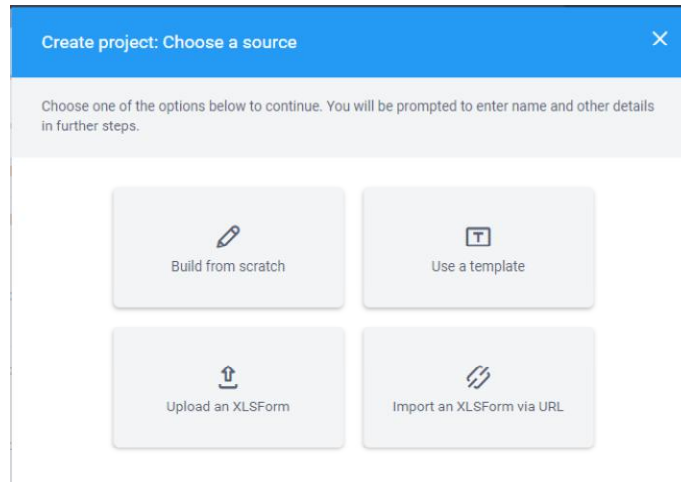 Create project: Choose a source
Choose one of the options below to continue. You will be prompted to enter name and other details
in further steps.
Build from scratch
Use a template
Upload an XLSForm
Import an XLSForm via URL